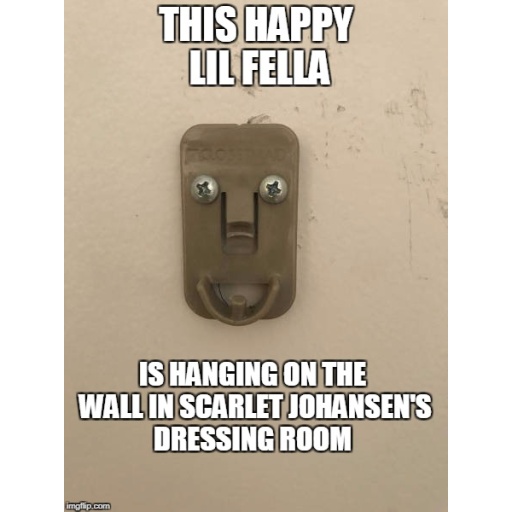 THIS HAPPY
LIL FELLA
IS HANGING ON THE
WALL IN SCARLET JOHANSEN'S
DRESSING ROOM
imgflip.com